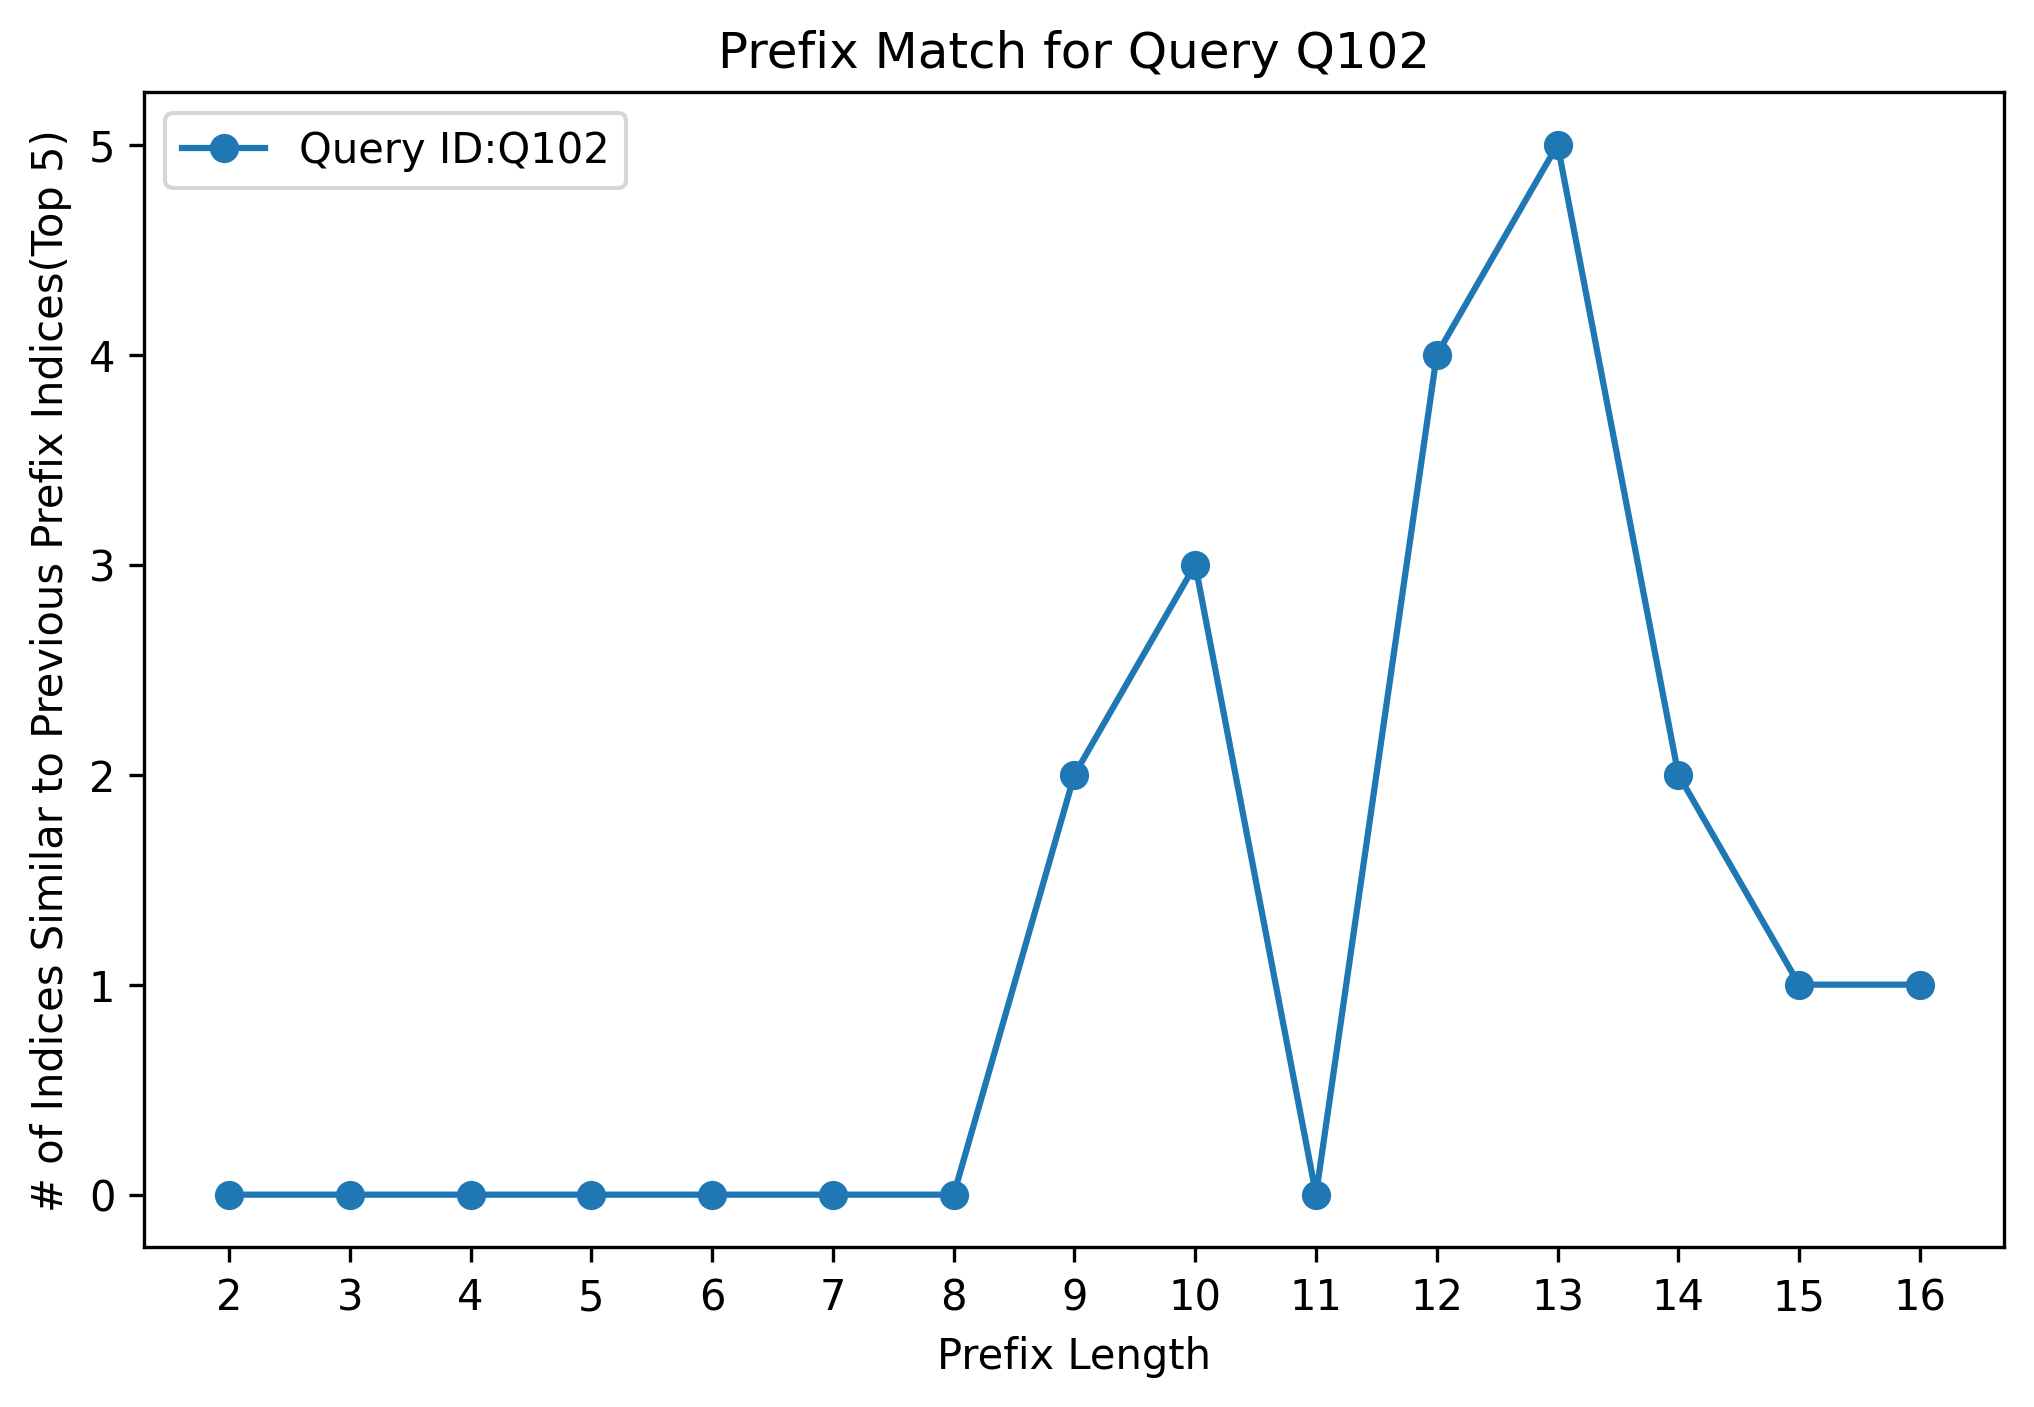 Prefix Match for Query Q102
Query ID:Q102
# of Indices Similar to Previous Prefix Indices(Top 5)
5
4
3
2
1
0
2 3 4 5 6 7 8 9 10 11 12 13 14 15 16
Prefix Length